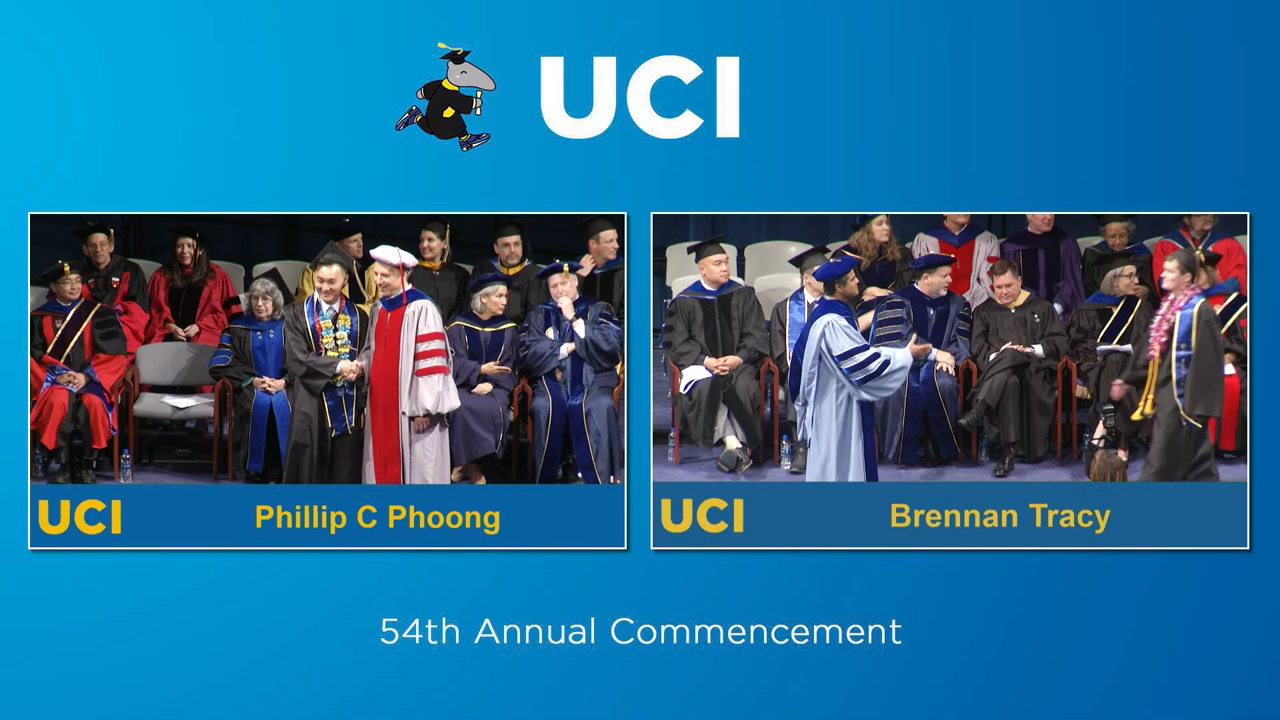 UCI
UCI
Phillip C Phoong
UCI
Brennan Tracy
54th Annual Commencement